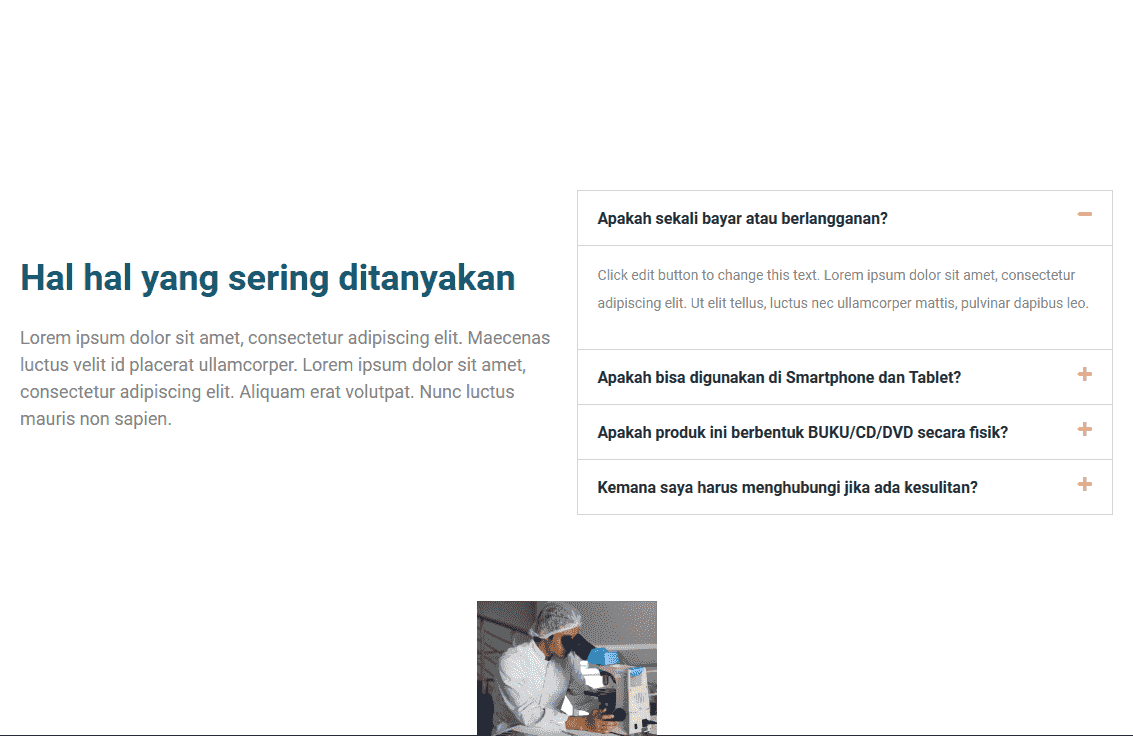 Hal hal yang sering ditanyakan
Lorem ipsum dolor sit amet, consectetur adipiscing elit. Maecenas
luctus velit id placerat ullamcorper. Lorem ipsum dolor sit amet,
consectetur adipiscing elit. Aliquam erat volutpat. Nunc luctus
mauris non sapien.
Apakah sekali bayar atau berlangganan?
Click edit button to change this text. Lorem ipsum dolor sit amet, consectetur
adipiscing elit. Ut elit tellus, luctus nec ullamcorper mattis, pulvinar dapibus leo.
Apakah bisa digunakan di Smartphone dan Tablet?
Apakah produk ini berbentuk BUKU/CD/DVD secara fisik?
Kemana saya harus menghubungi jika ada kesulitan?